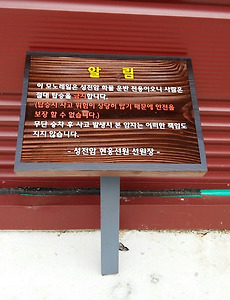 알 림
이 모노레일은 성전암 화물 운반 전용이오니 사람은
절대 탑승을 금지합니다.
(탑승시 사고 위험이 상당히 많기 때문에 안전을
보장 할 수 없습니다.)
무단 승차 후 사고 발생시 본 암자는 어떠한 책임도
지지 않습니다.
- 성전암 현응선원 선원장 -